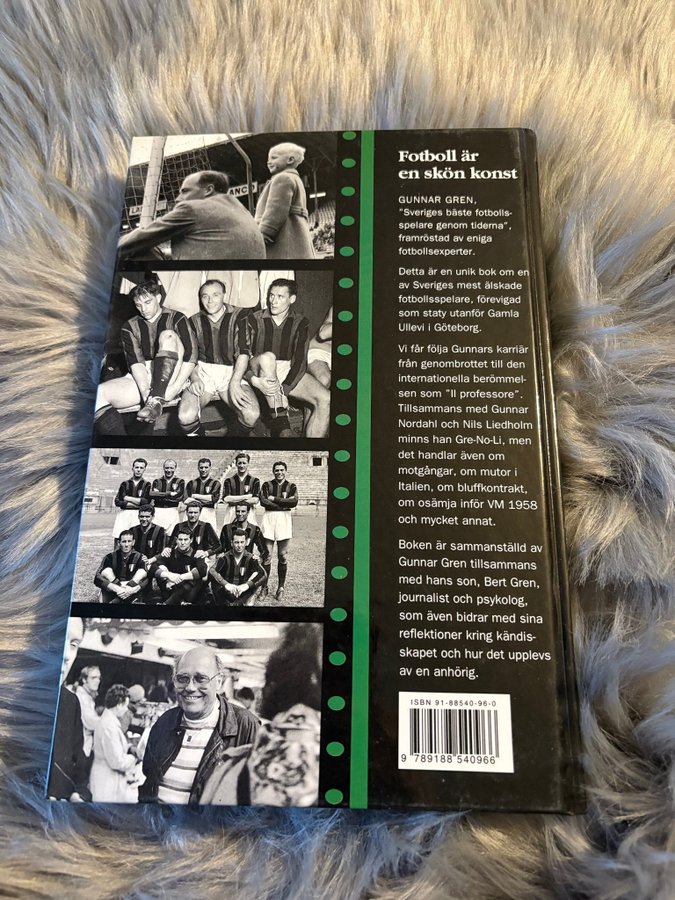 ANCO
Fotboll är
en skön konst
GUNNAR GREN,
"Sveriges bäste fotbolls-
spelare genom tiderna",
framröstad av eniga
fotbollsexperter.
Detta är en unik bok om en
av Sveriges mest älskade
fotbollsspelare, förevigad
som staty utanför Gamla
Ullevi i Göteborg.
Vi får följa Gunnars karriär
från genombrottet till den
internationella berömmel-
sen som "Il professore".
Tillsammans med Gunnar
Nordahl och Nils Liedholm
minns han Gre-No-Li, men
det handlar även om
motgångar, om mutor i
Italien, om bluffkontrakt,
om osämja inför VM 1958
och mycket annat.
Boken är sammanställd av
Gunnar Gren tillsammans
med hans son, Bert Gren,
journalist och psykolog,
som även bidrar med sina
reflektioner kring kändis-
skapet och hur det upplevs
av en anhörig.
ISBN 91-88540-96-0
9 789188 540966